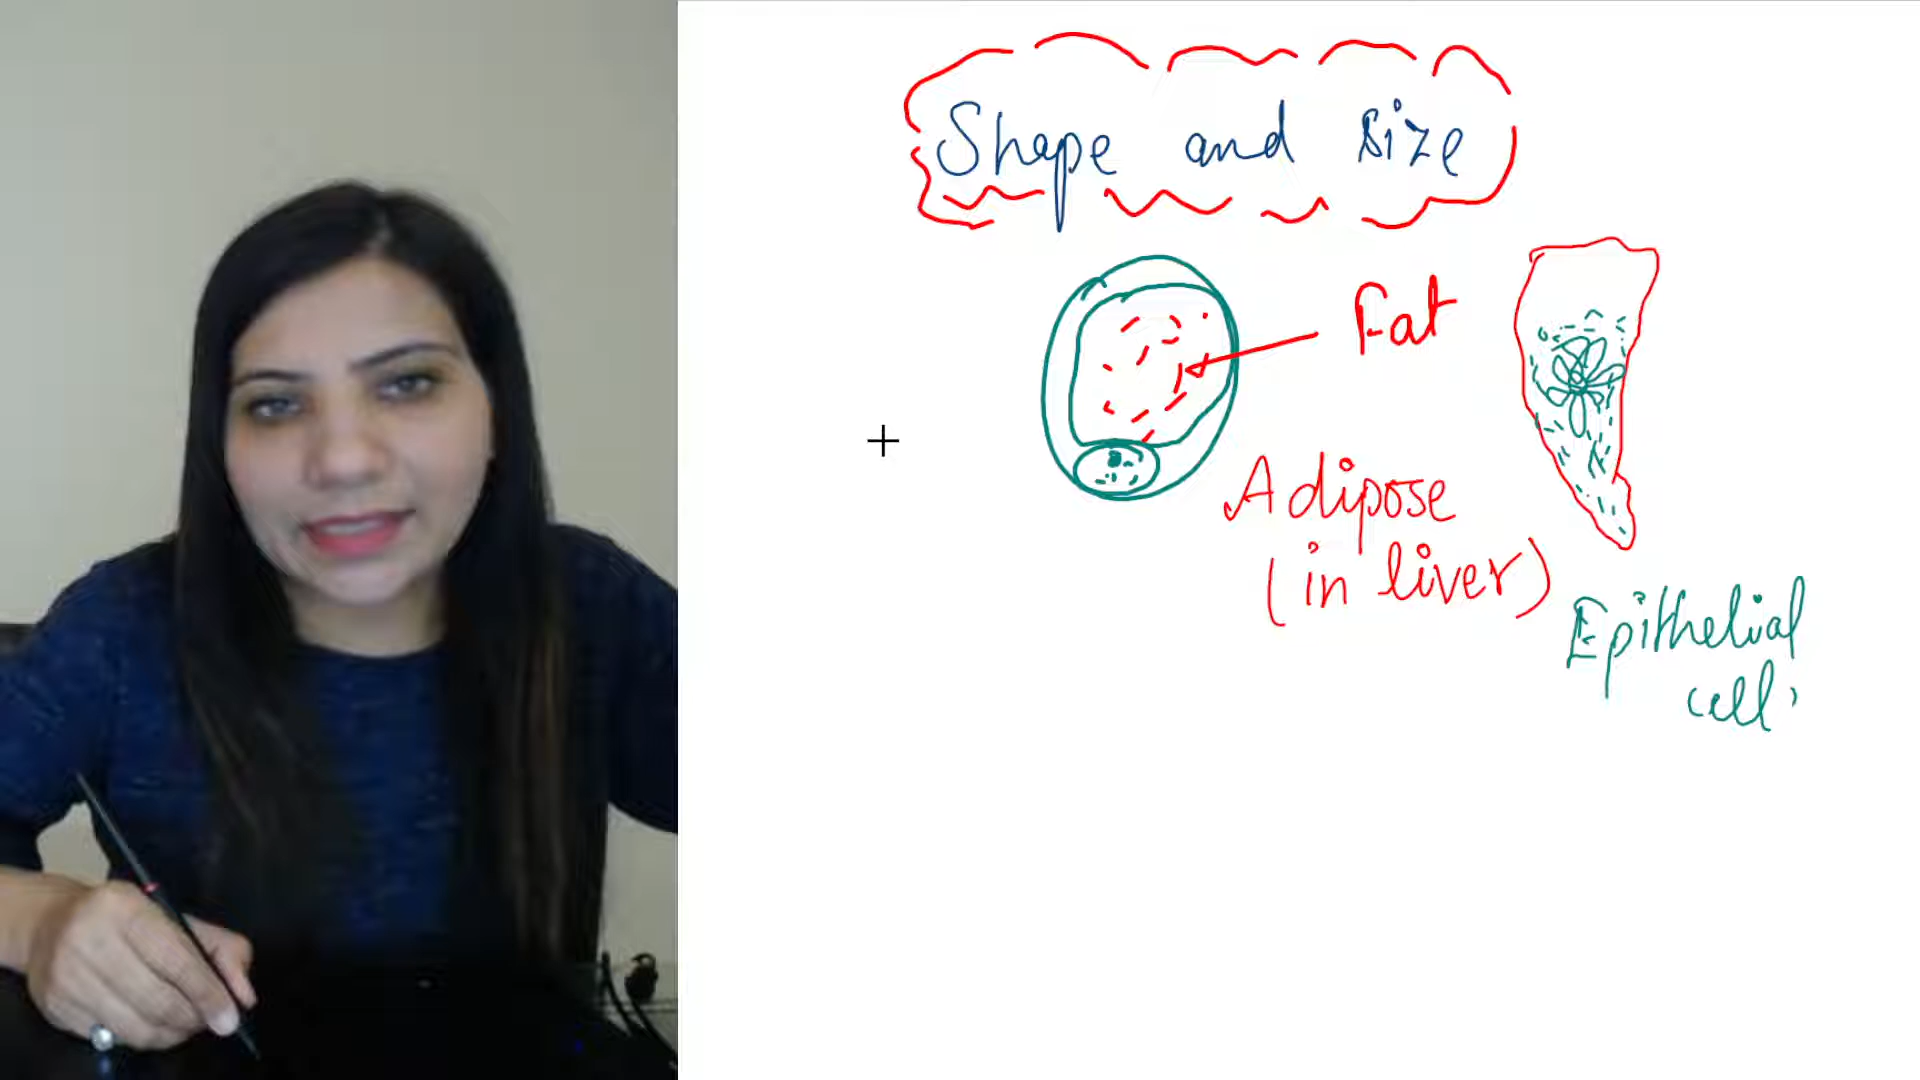 Shape and size
Fat
Adipose
(in liver)
Epithelial
cell